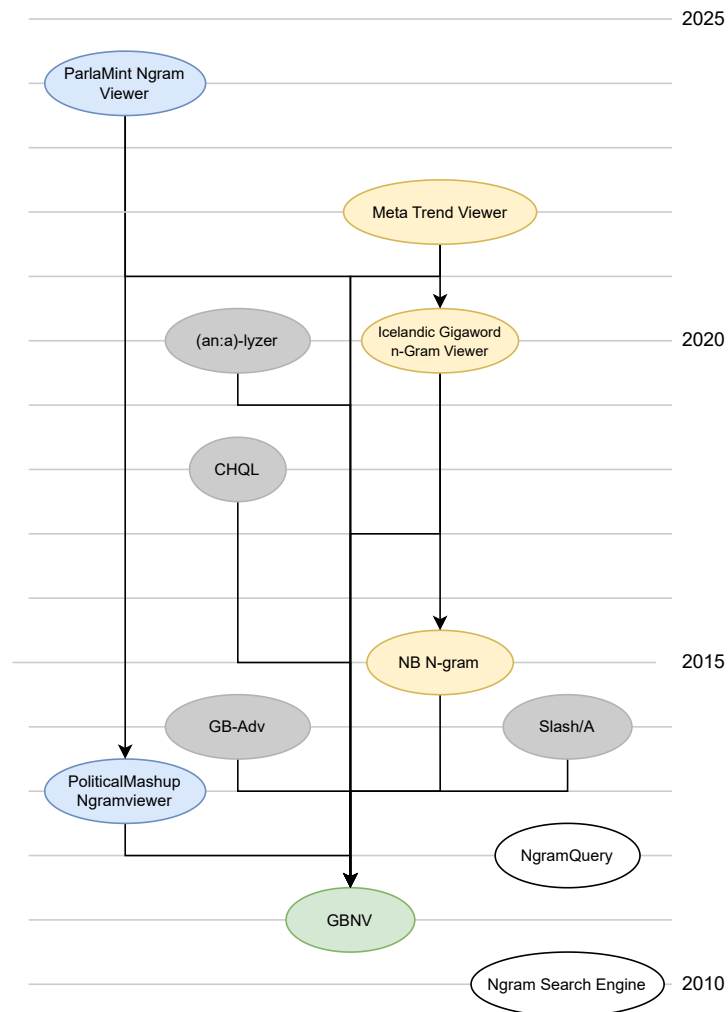 2025
ParlaMint Ngram
Viewer
Meta Trend Viewer
(an:a)-lyzer
Icelandic Gigaword
n-Gram Viewer
2020
CHQL
NB N-gram
2015
GB-Adv
Slash/A
PoliticalMashup
Ngramviewer
NgramQuery
GBNV
Ngram Search Engine
2010